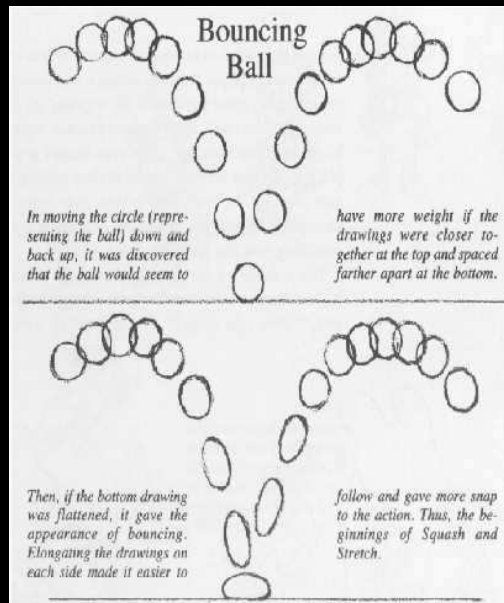 Bouncing
Ball
In moving the circle (repre-
senting the ball) down and
back up, it was discovered
that the ball would seem to
have more weight if the
drawings were closer to-
gether at the top and spaced
farther apart at the bottom.
Then, if the bottom drawing
was flattened, it gave the
appearance of bouncing.
Elongating the drawings on
each side made it easier to
follow and gave more snap
to the action. Thus, the be-
ginnings of Squash and
Stretch.